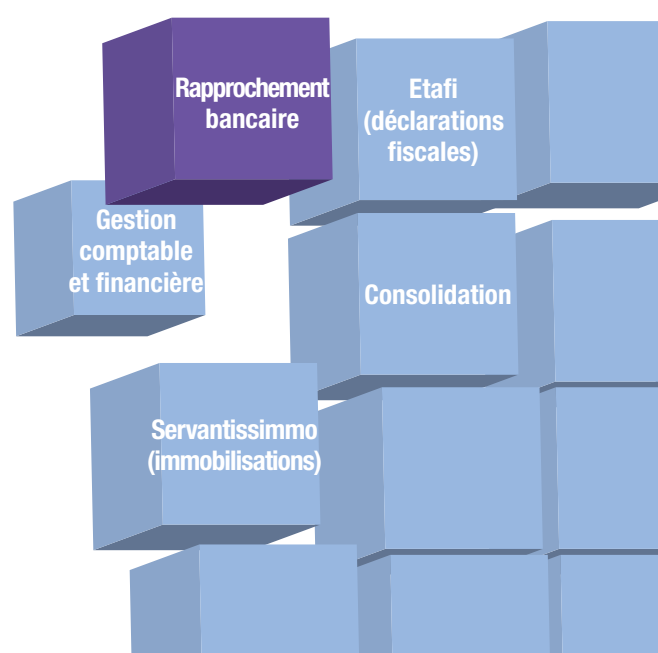 Rapprochement
bancaire
Etafi
(déclarations
fiscales)
Gestion
comptable
et financière
Consolidation
Servantissimmo
(immobilisations)